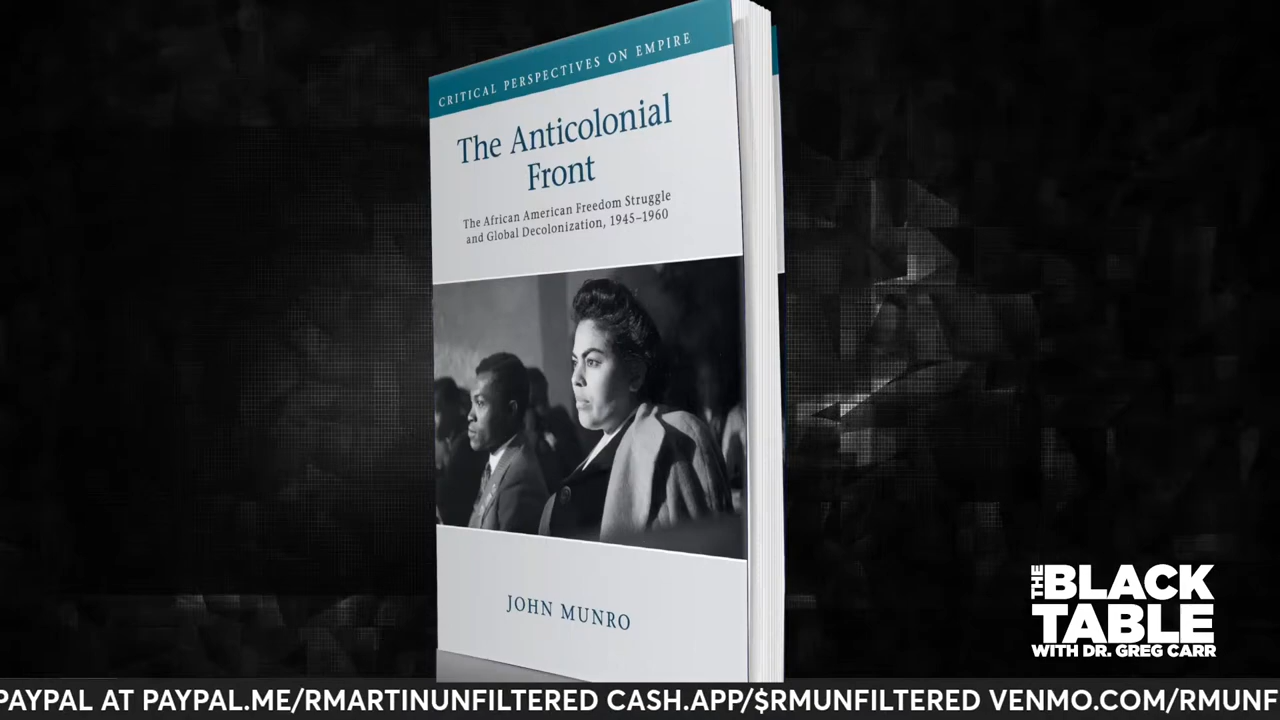 CRITICAL PERSPECTIVES ON EMPIRE
The Anticolonial
Front
The African American Freedom Struggle
and Global Decolonization, 1945–1960
JOHN MUNRO
THE
BLACK
TABLE
WITH DR. GREG CARR
PAYPAL AT PAYPAL.ME/RMARTINUNFILTERED CASH.APP/$RMUNFILTERED VENMO.COM/RMUNF